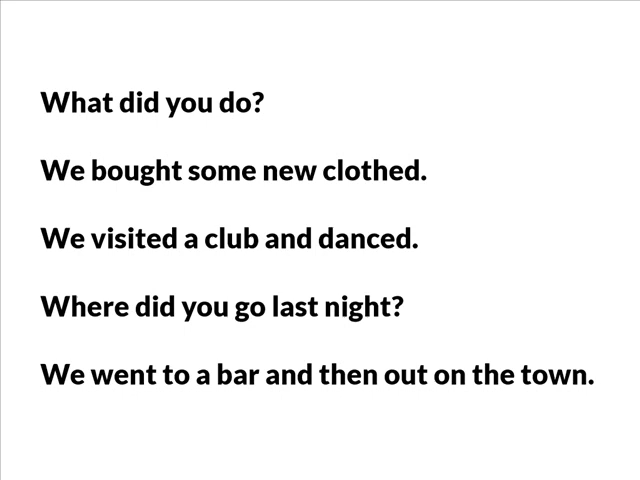 What did you do?
We bought some new clothed.
We visited a club and danced.
Where did you go last night?
We went to a bar and then out on the town.